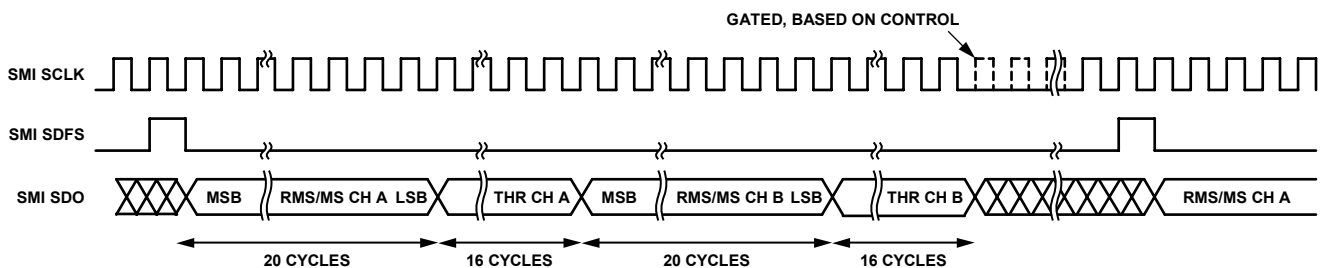 GATED, BASED ON CONTROL
SMI SCLK
SMI SDFS
SMI SDO
MSB
RMS/MS CH A LSB
THR CH A
MSB
RMS/MS CH B LSB
THR CH B
RMS/MS CH A
20 CYCLES
16 CYCLES
20 CYCLES
16 CYCLES